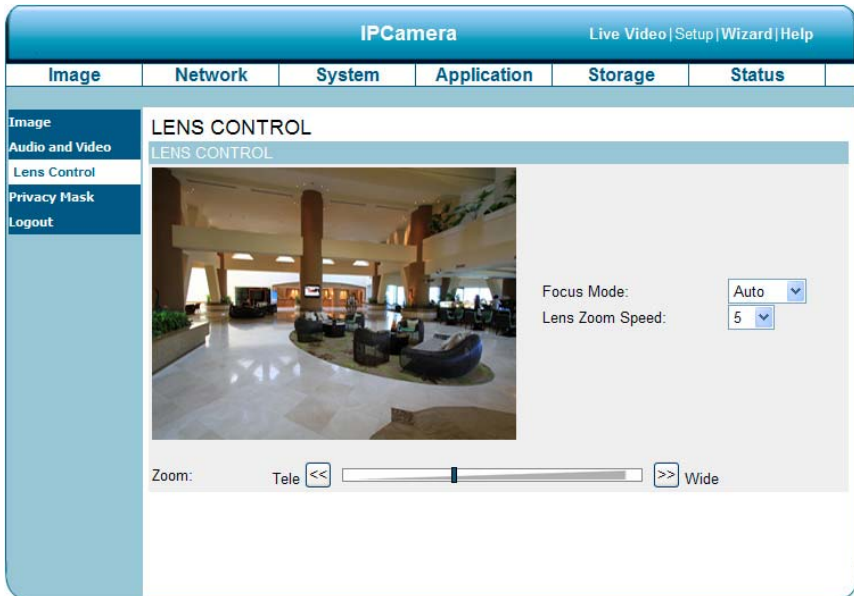 IPCamera
Live Video|Setup|Wizard|Help
Image Network System Application Storage Status
Image
Audio and Video
Lens Control
Privacy Mask
Logout
LENS CONTROL
LENS CONTROL
Focus Mode: Auto
Lens Zoom Speed: 5
Zoom: Tele << >> Wide